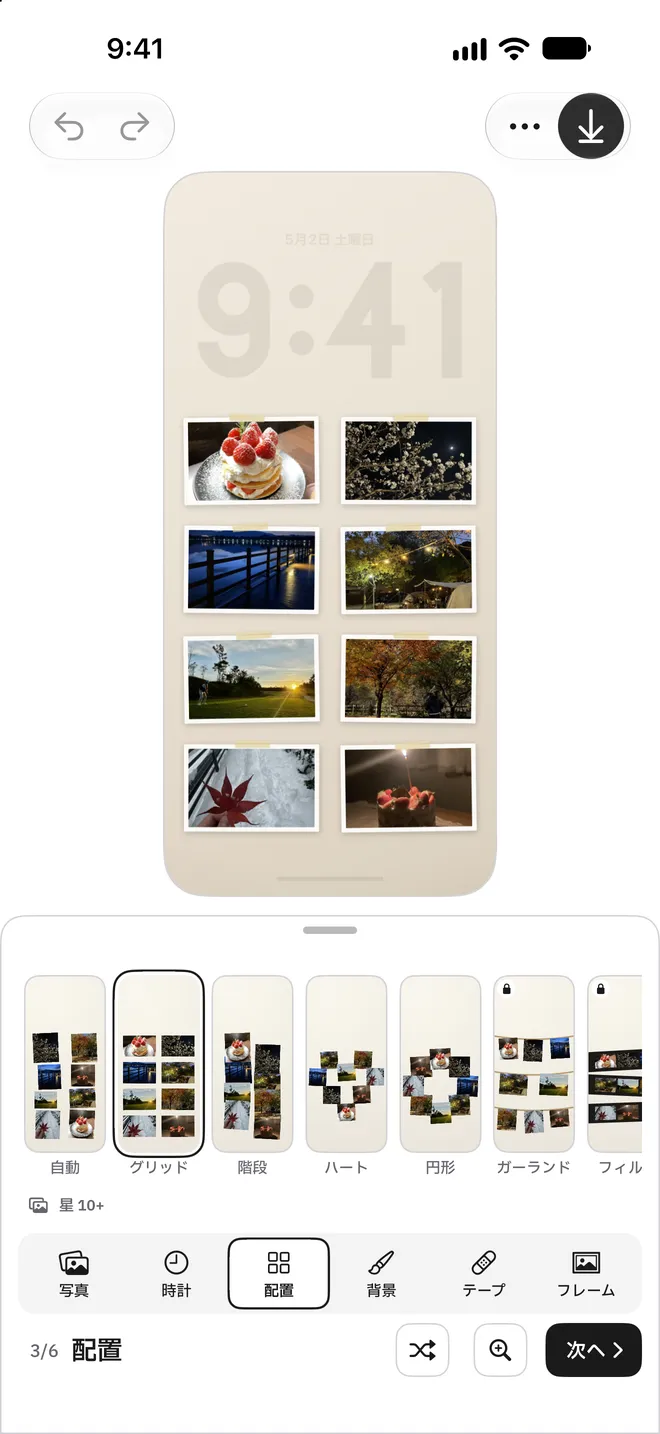 9:41
5月2日 土曜日
9:41
自動
グリッド
階段
ハート
円形
ガーランド
フィル
星 10+
写真
時計
配置
背景
テープ
フレーム
3/6 配置
次へ